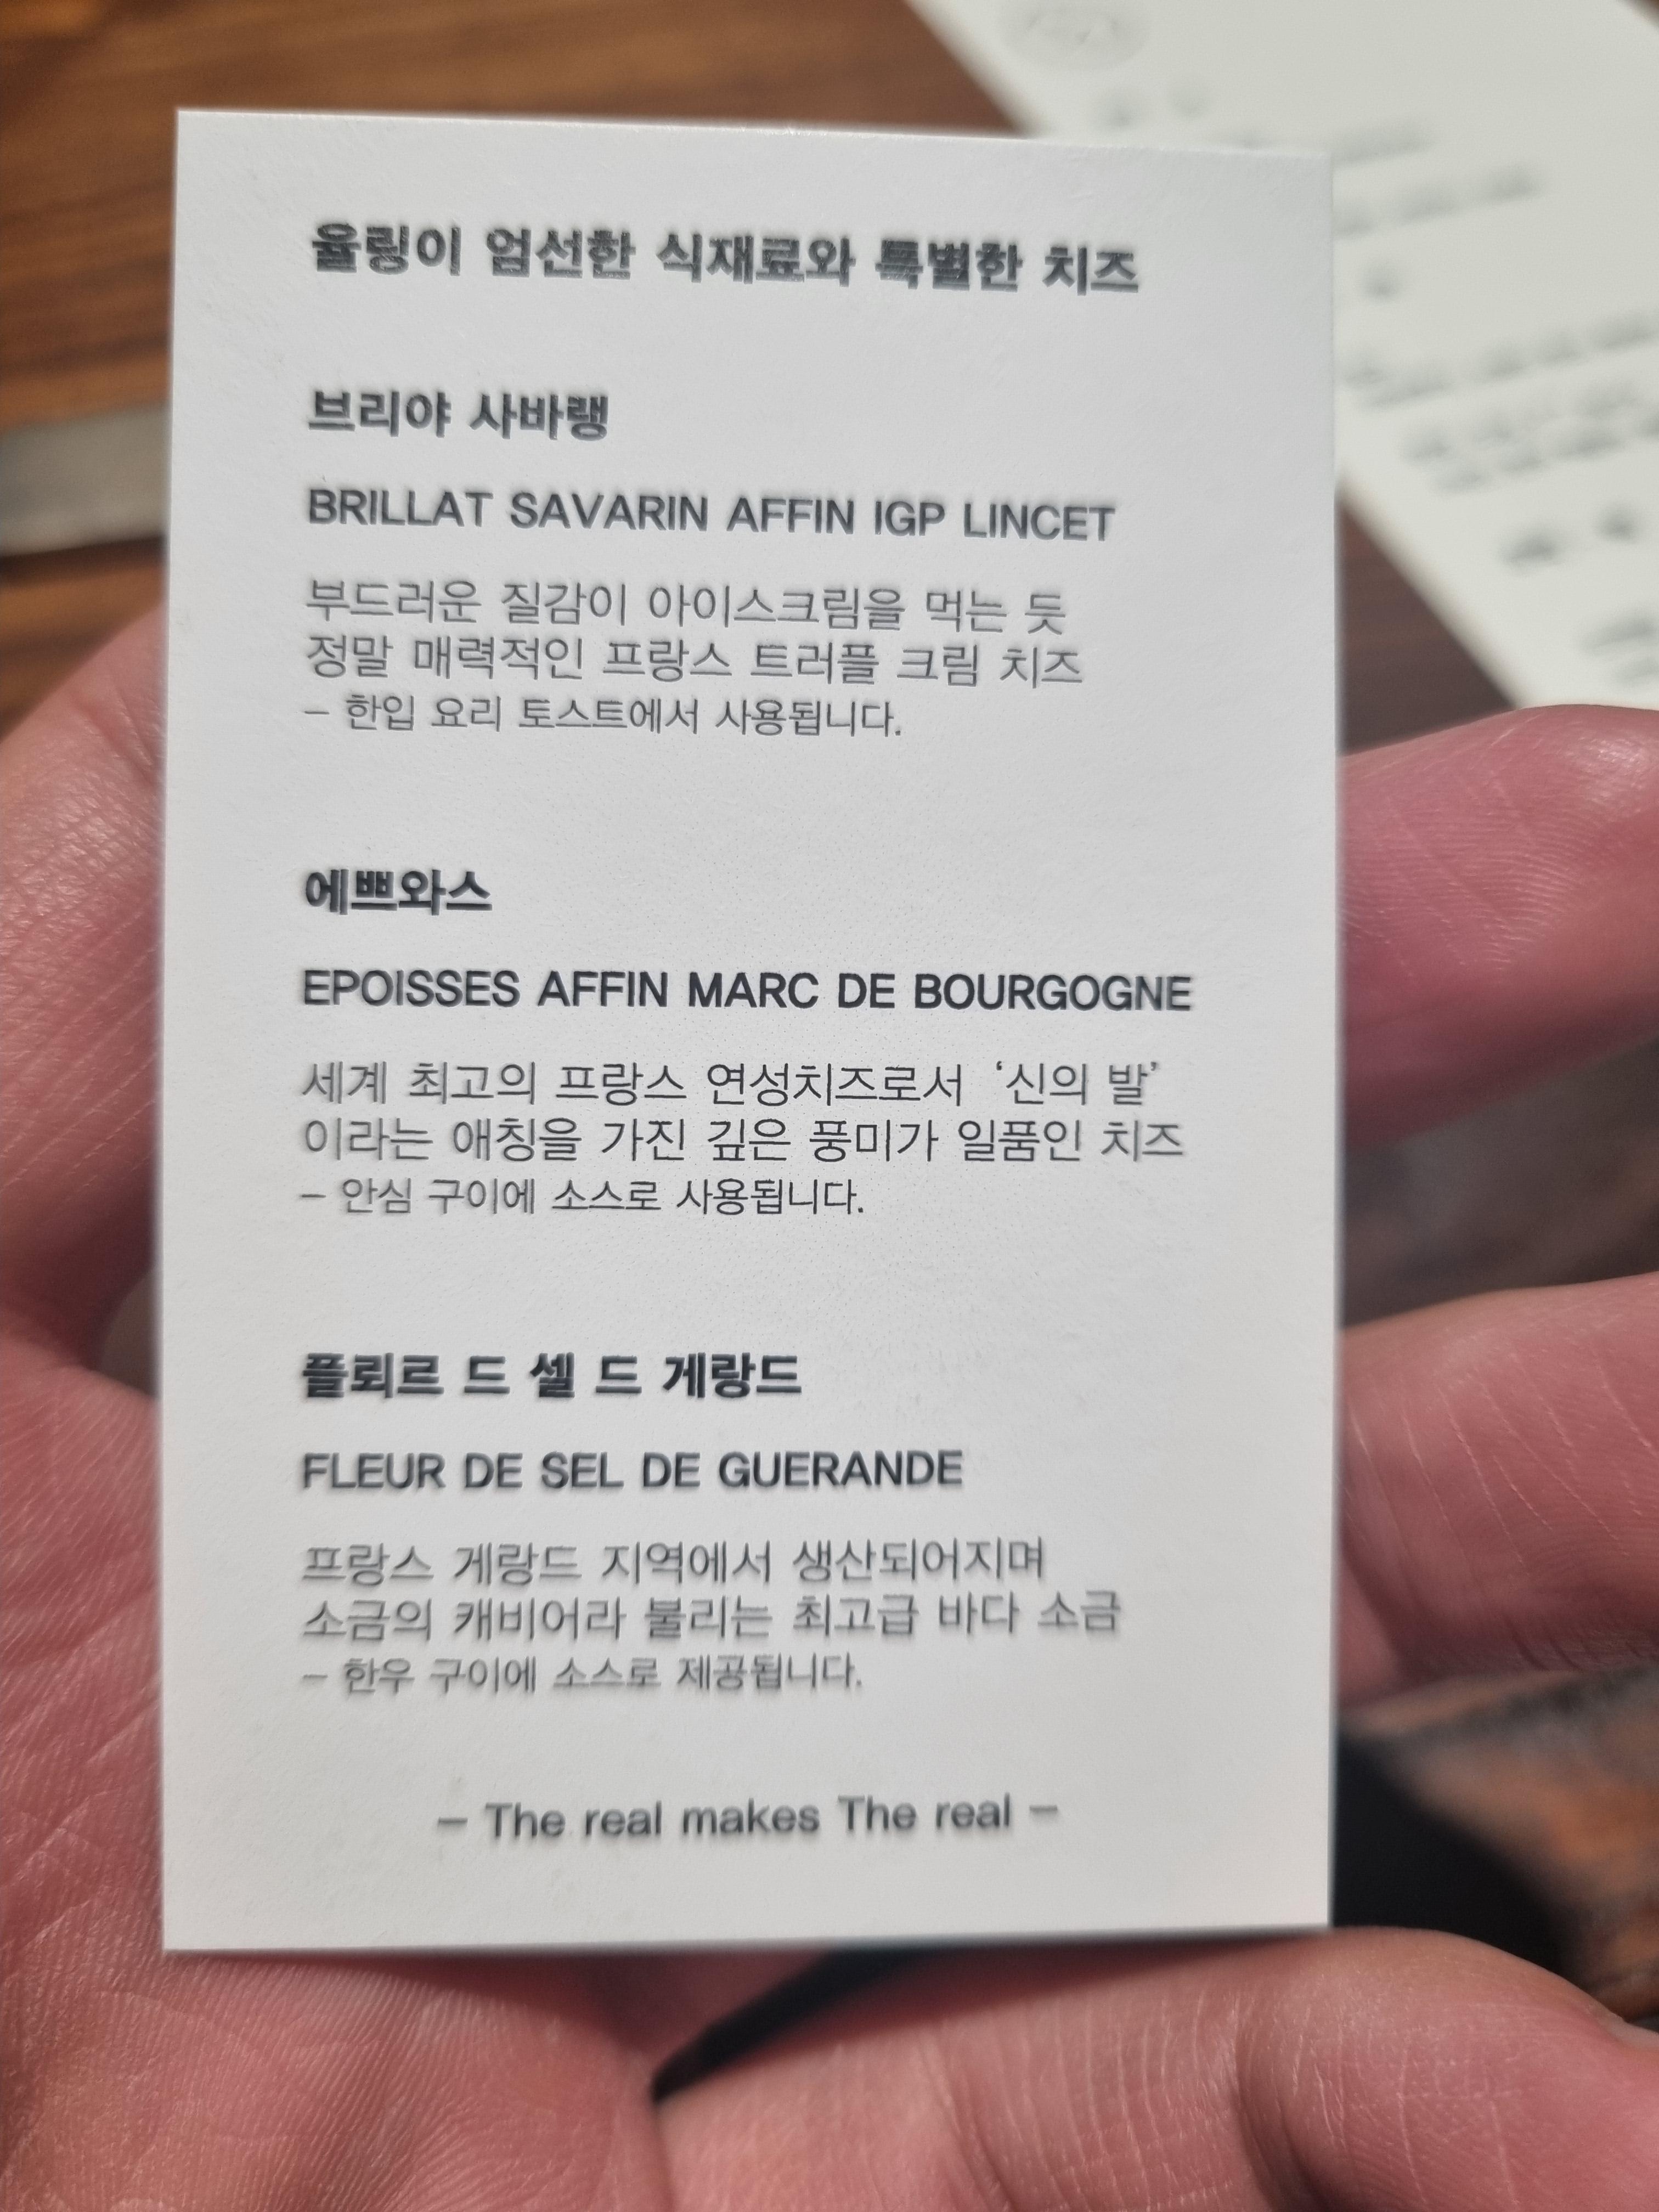 율링이 엄선한 식재료와 특별한 치즈
브리야 사바랭
BRILLAT SAVARIN AFFIN IGP LINCET
부드러운 질감이 아이스크림을 먹는 듯
정말 매력적인 프랑스 트러플 크림 치즈
– 한입 요리 토스트에서 사용됩니다.
에쁘와스
EPOISSES AFFIN MARC DE BOURGOGNE
세계 최고의 프랑스 연성치즈로서 ‘신의 발’
이라는 애칭을 가진 깊은 풍미가 일품인 치즈
– 안심 구이에 소스로 사용됩니다.
플뢰르 드 셀 드 게랑드
FLEUR DE SEL DE GUERANDE
프랑스 게랑드 지역에서 생산되어지며
소금의 캐비어라 불리는 최고급 바다 소금
– 한우 구이에 소스로 제공됩니다.
– The real makes The real –